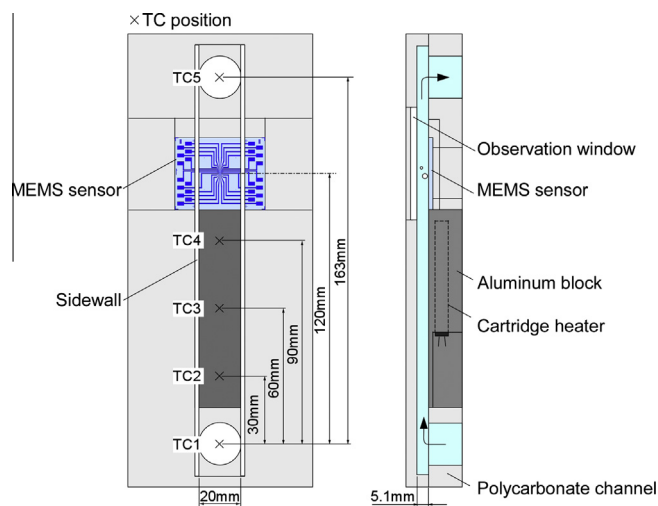 ×TC position
TC5
MEMS sensor
TC4
Sidewall
TC3
TC2
TC1
30mm
60mm
90mm
120mm
163mm
20mm
Observation window
MEMS sensor
Aluminum block
Cartridge heater
5.1mm
Polycarbonate channel